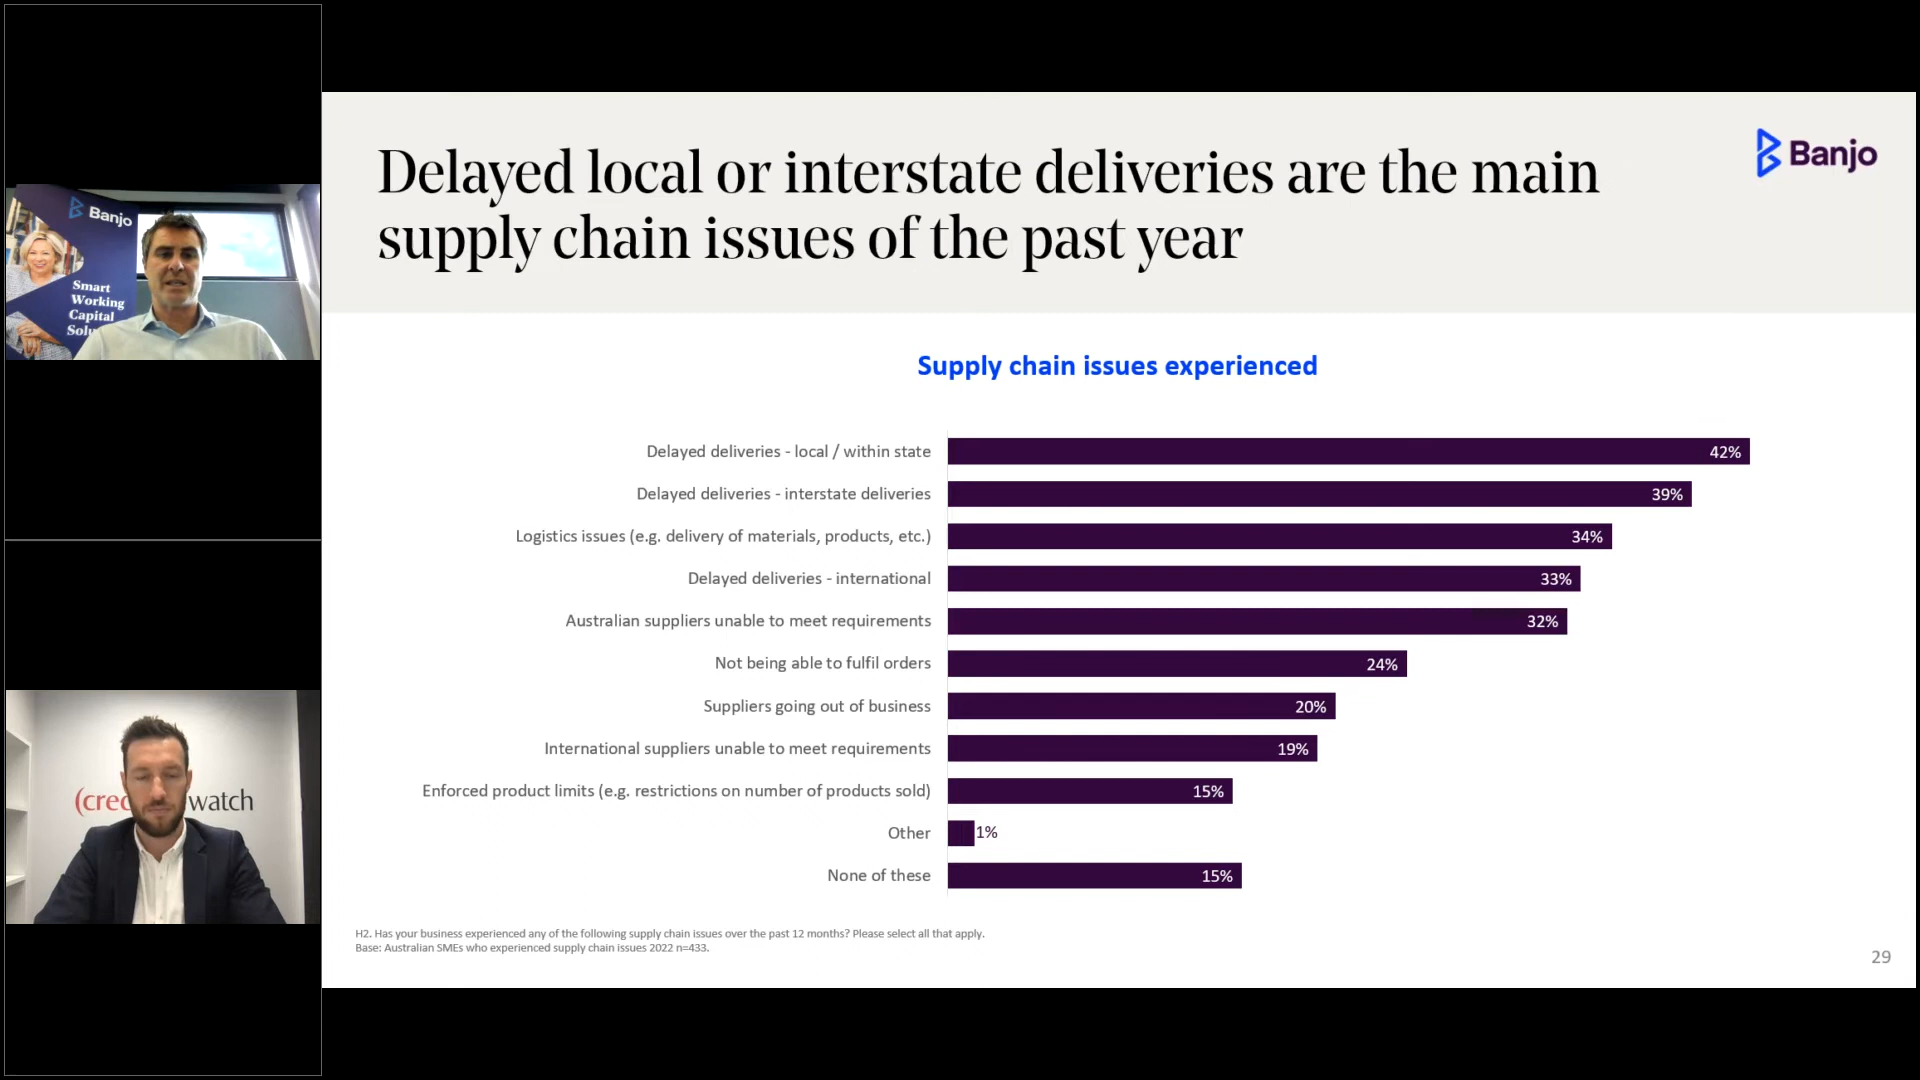 Banjo
Smart
Working
Capital
Delayed local or interstate deliveries are the main
supply chain issues of the past year
Banjo
Supply chain issues experienced
Delayed deliveries - local / within state 42%
Delayed deliveries - interstate deliveries 39%
Logistics issues (e.g. delivery of materials, products, etc.) 34%
Delayed deliveries - international 33%
Australian suppliers unable to meet requirements 32%
Not being able to fulfil orders 24%
Suppliers going out of business 20%
International suppliers unable to meet requirements 19%
Enforced product limits (e.g. restrictions on number of products sold) 15%
Other 1%
None of these 15%
H2. Has your business experienced any of the following supply chain issues over the past 12 months? Please select all that apply.
Base: Australian SMEs who experienced supply chain issues 2022 n=433.
29
watch